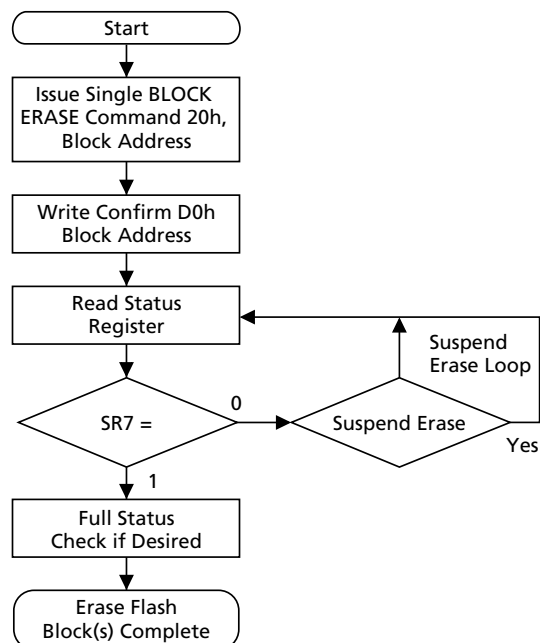 Start
Issue Single BLOCK
ERASE Command 20h,
Block Address
Write Confirm D0h
Block Address
Read Status
Register
Suspend
Erase Loop
SR7 =
0
Suspend Erase
Yes
1
Full Status
Check if Desired
Erase Flash
Block(s) Complete